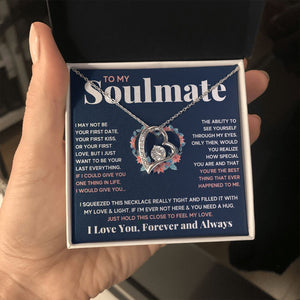 TO MY
Soulmate
I MAY NOT BE
YOUR FIRST DATE,
YOUR FIRST KISS,
OR YOUR FIRST
LOVE, BUT I JUST
WANT TO BE YOUR
LAST EVERYTHING.
IF I COULD GIVE YOU
ONE THING IN LIFE,
I WOULD GIVE YOU...
THE ABILITY TO
SEE YOURSELF
THROUGH MY EYES.
ONLY THEN, WOULD
YOU REALIZE
HOW SPECIAL
YOU ARE AND THAT
YOU'RE THE BEST
THING THAT EVER
HAPPENED TO ME.
I SQUEEZED THIS NECKLACE REALLY TIGHT AND FILLED IT WITH
MY LOVE & LIGHT. IF I'M EVER NOT HERE & YOU NEED A HUG,
JUST HOLD THIS CLOSE TO FEEL MY LOVE.
I Love You, Forever and Always